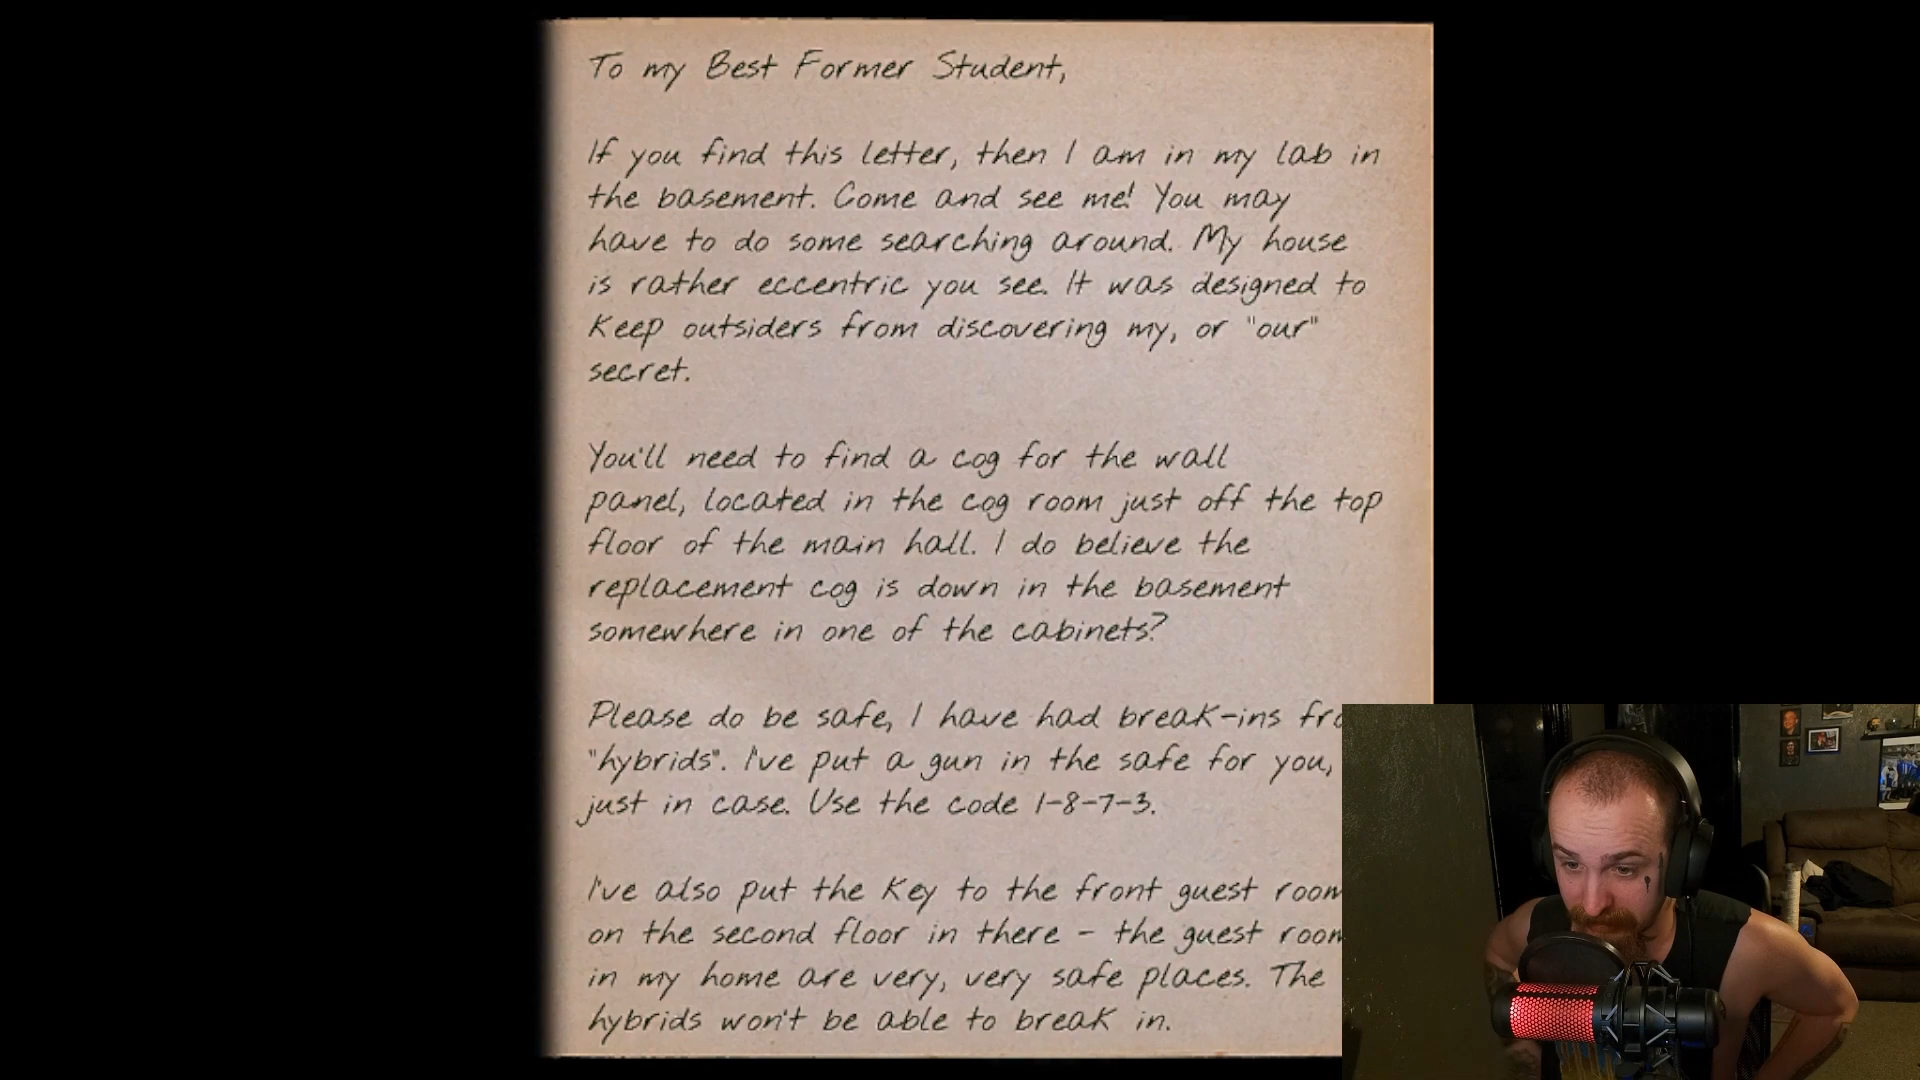 To my Best Former Student,
If you find this letter, then I am in my lab in
the basement. Come and see me! You may
have to do some searching around. My house
is rather eccentric you see. It was designed to
keep outsiders from discovering my, or "our"
secret.
You'll need to find a cog for the wall
panel, located in the cog room just off the top
floor of the main hall. I do believe the
replacement cog is down in the basement
somewhere in one of the cabinets?
Please do be safe, I have had break-ins
"hybrids". I've put a gun in the safe for you,
just in case. Use the code 1-8-7-3.
I've also put the key to the front guest room
on the second floor in there - the guest room
in my home are very, very safe places. The
hybrids won't be able to break in.